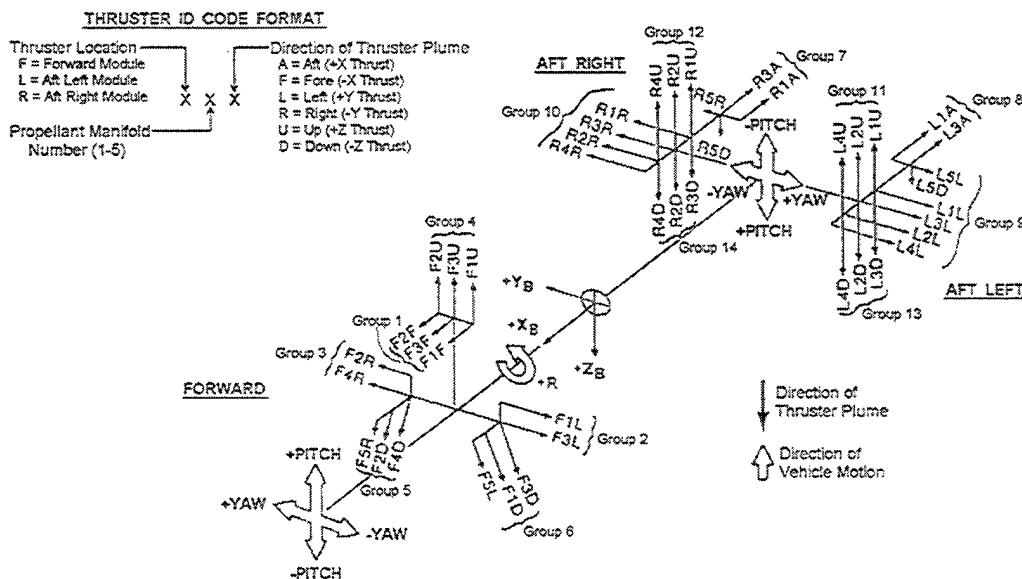 THRUSTER ID CODE FORMAT
Thruster Location
F = Forward Module
L = Aft Left Module
R = Aft Right Module
X X X
Propellant Manifold
Number (1-5)
Direction of Thruster Plume
A = Aft (+X Thrust)
F = Fore (-X Thrust)
L = Left (+Y Thrust)
R = Right (-Y Thrust)
U = Up (+Z Thrust)
D = Down (-Z Thrust)
AFT RIGHT
Group 12
R4U
R2U
R1U
Group 7
R3A
R1A
R5R
Group 10
R1R
R3R
R2R
R4R
R5D
R4D
R2D
R3D
Group 14
-PITCH
-YAW
+YAW
+PITCH
Group 11
L4U
L2U
L1U
Group 8
L1A
L3A
L5L
L5D
L1L
L3L
L2L
L4L
Group 9
L4D
L2D
L3D
Group 13
AFT LEFT
Group 4
F2U
F3U
F1U
Group 1
F2F
F3F
F1F
Group 3
F2R
F4R
FORWARD
+YB
+XB
+ZB
+R
F1L
F3L
Group 2
F5R
F2D
F4D
Group 5
F5L
F1D
F3D
Group 6
+PITCH
+YAW
-YAW
-PITCH
Direction of
Thruster Plume
Direction of
Vehicle Motion